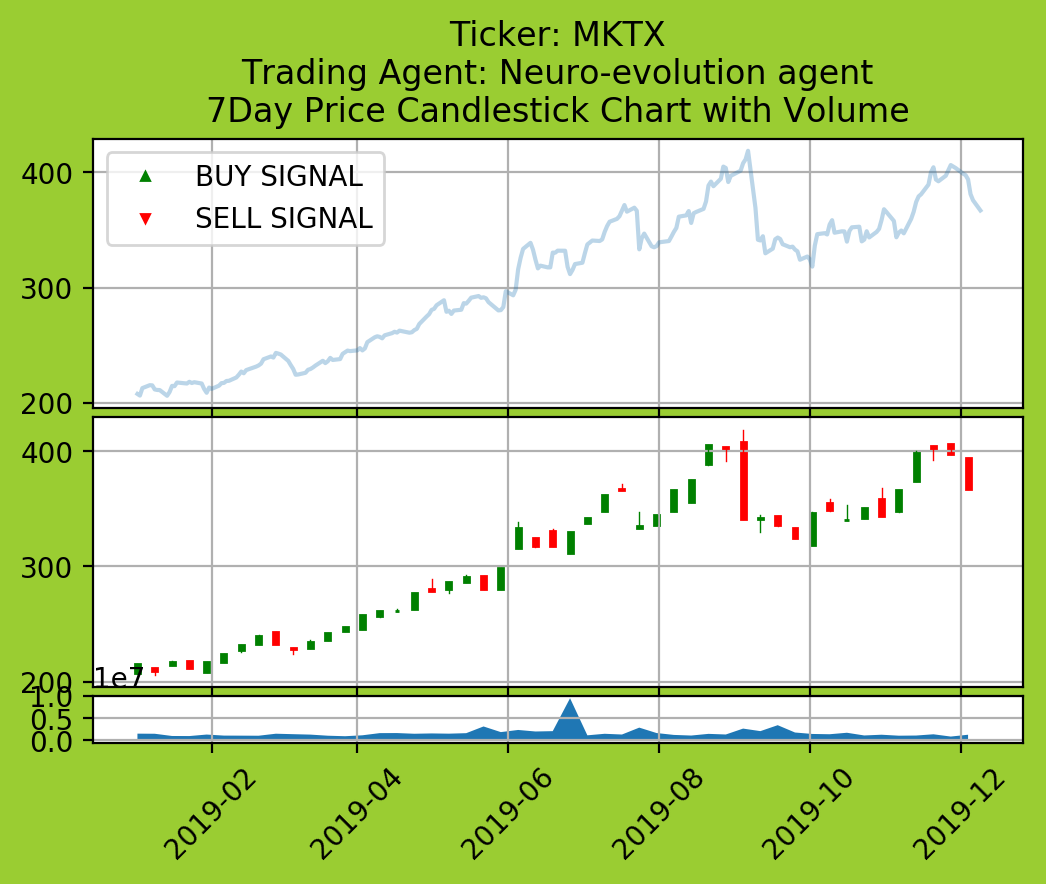 Ticker: MKTX
Trading Agent: Neuro-evolution agent
7Day Price Candlestick Chart with Volume
BUY SIGNAL
SELL SIGNAL
400
300
200
400
300
200
1e7
1.0
0.5
0.0
2019-02
2019-04
2019-06
2019-08
2019-10
2019-12